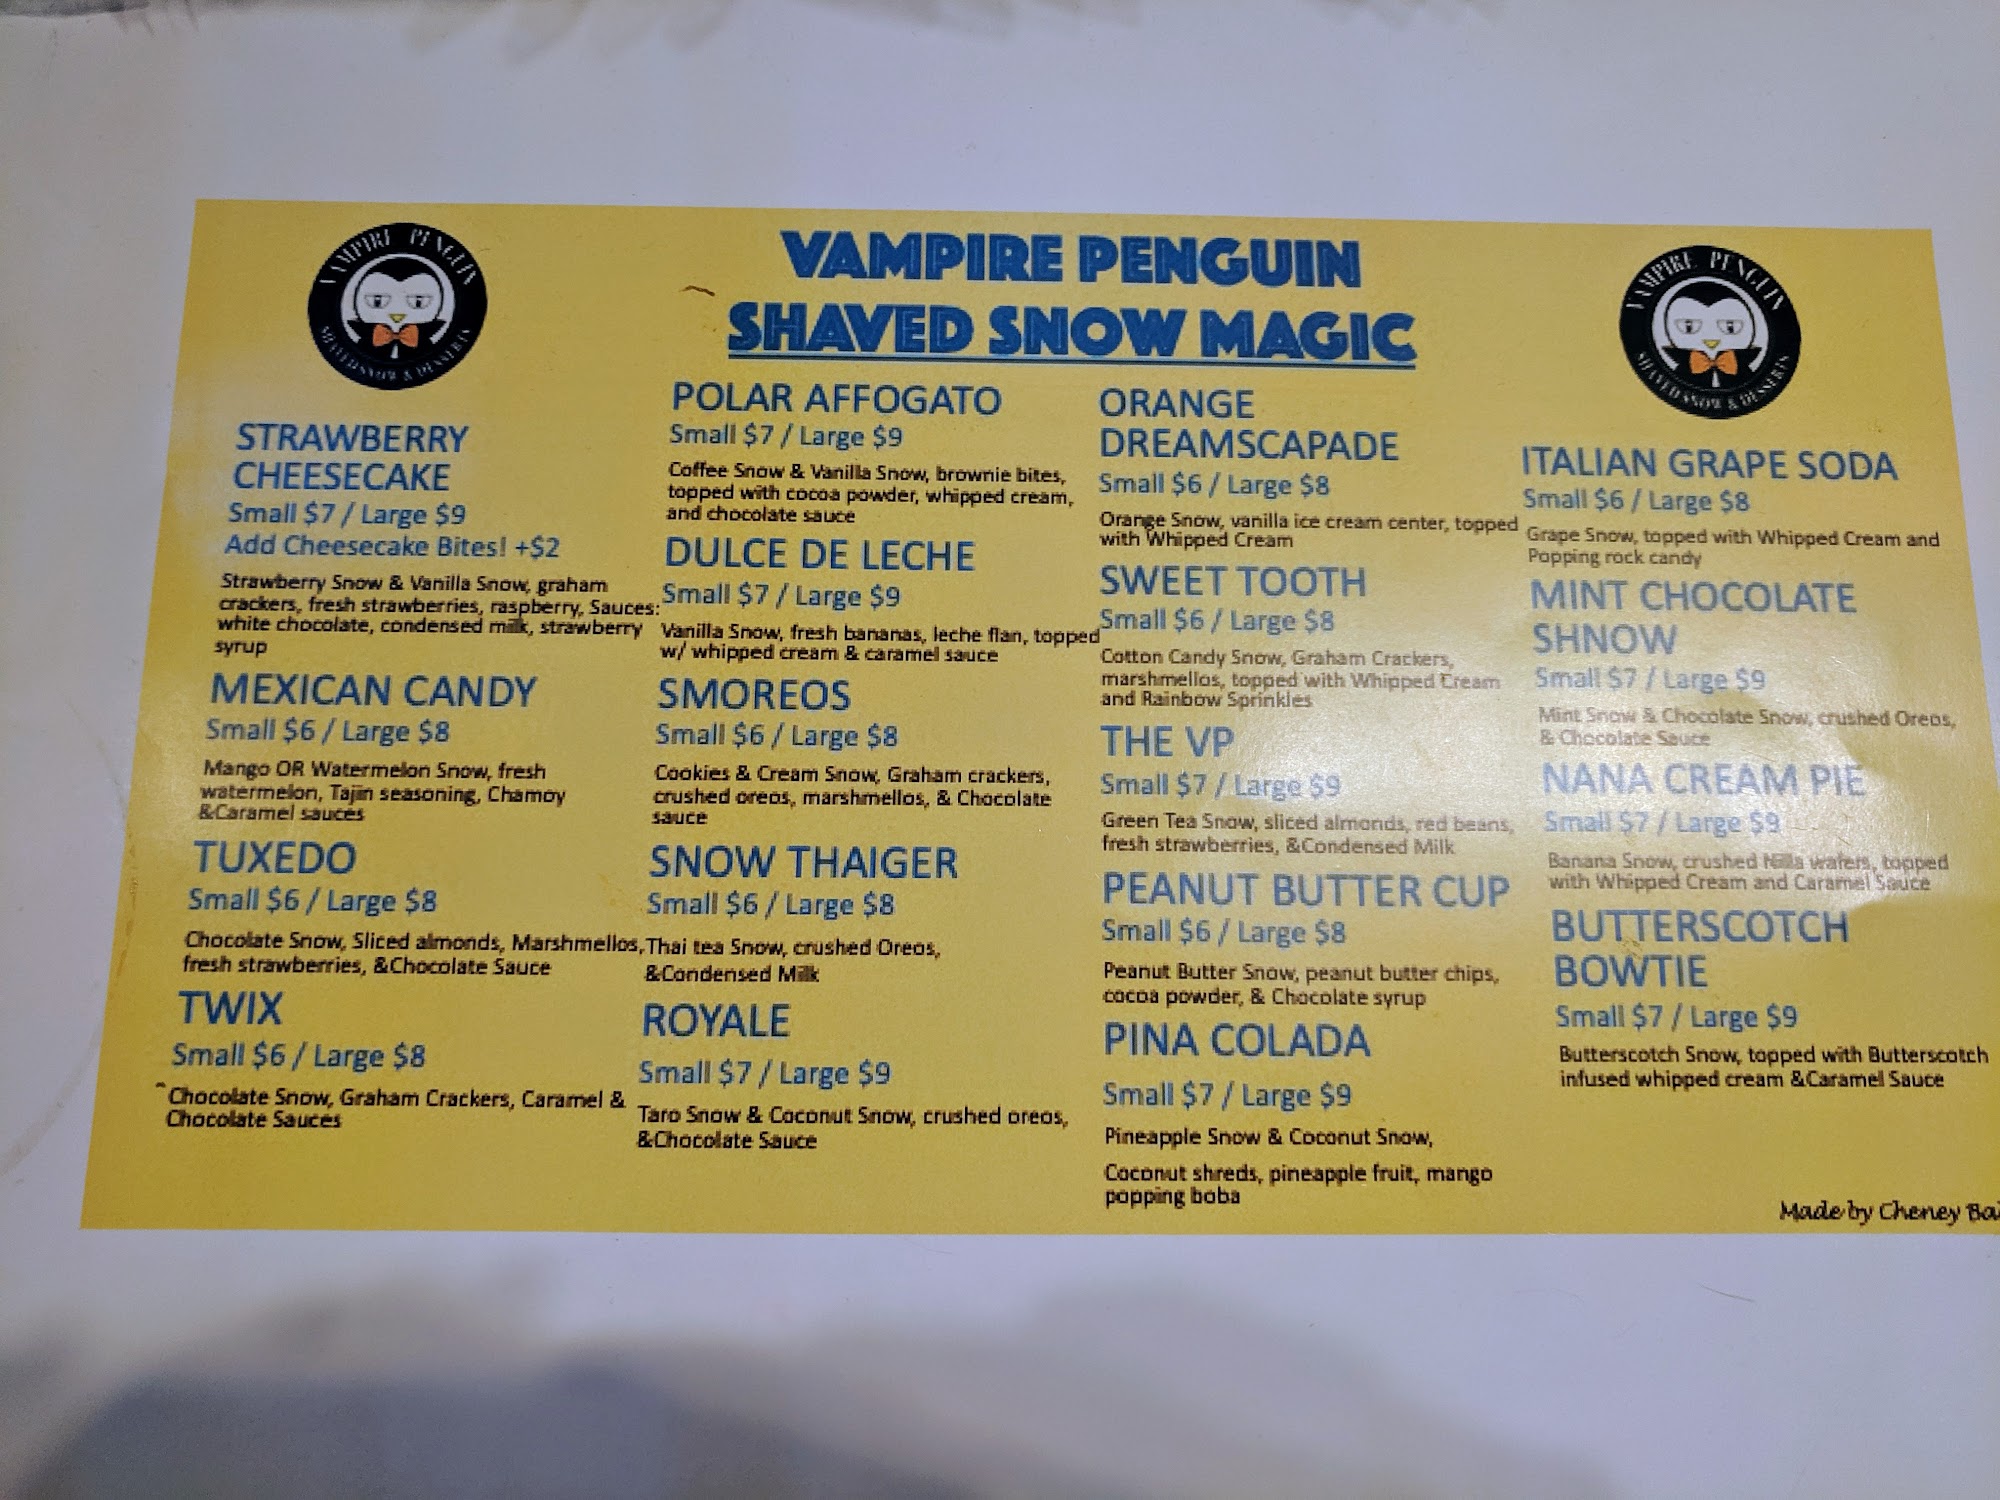 VAMPIRE PENGUIN
SHAVED SNOW & DESSERTS
VAMPIRE PENGUIN
SHAVED SNOW MAGIC
VAMPIRE PENGUIN
SHAVED SNOW & DESSERTS
STRAWBERRY
CHEESECAKE
Small $7 / Large $9
Add Cheesecake Bites! +$2
Strawberry Snow & Vanilla Snow, graham
crackers, fresh strawberries, raspberry, Sauces:
white chocolate, condensed milk, strawberry
syrup
MEXICAN CANDY
Small $6 / Large $8
Mango OR Watermelon Snow, fresh
watermelon, Tajin seasoning, Chamoy
&Caramel sauces
TUXEDO
Small $6 / Large $8
Chocolate Snow, Sliced almonds, Marshmellos,
fresh strawberries, &Chocolate Sauce
TWIX
Small $6 / Large $8
Chocolate Snow, Graham Crackers, Caramel &
Chocolate Sauces
POLAR AFFOGATO
Small $7 / Large $9
Coffee Snow & Vanilla Snow, brownie bites,
topped with cocoa powder, whipped cream,
and chocolate sauce
DULCE DE LECHE
Small $7 / Large $9
Vanilla Snow, fresh bananas, leche flan, topped
w/ whipped cream & caramel sauce
SMOREOS
Small $6 / Large $8
Cookies & Cream Snow, Graham crackers,
crushed oreos, marshmellos, & Chocolate
sauce
SNOW THAIGER
Small $6 / Large $8
Thai tea Snow, crushed Oreos,
&Condensed Milk
ROYALE
Small $7 / Large $9
Taro Snow & Coconut Snow, crushed oreos,
&Chocolate Sauce
ORANGE
DREAMSCAPADE
Small $6 / Large $8
Orange Snow, vanilla ice cream center, topped
with Whipped Cream
SWEET TOOTH
Small $6 / Large $8
Cotton Candy Snow, Graham Crackers,
marshmellos, topped with Whipped Cream
and Rainbow Sprinkles
THE VP
Small $7 / Large $9
Green Tea Snow, sliced almonds, red beans,
fresh strawberries, &Condensed Milk
PEANUT BUTTER CUP
Small $6 / Large $8
Peanut Butter Snow, peanut butter chips,
cocoa powder, & Chocolate syrup
PINA COLADA
Small $7 / Large $9
Pineapple Snow & Coconut Snow,
Coconut shreds, pineapple fruit, mango
popping boba
ITALIAN GRAPE SODA
Small $6 / Large $8
Grape Snow, topped with Whipped Cream and
Popping rock candy
MINT CHOCOLATE
SHNOW
Small $7 / Large $9
Mint Snow & Chocolate Snow, crushed Oreos,
& Chocolate Sauce
NANA CREAM PIE
Small $7 / Large $9
Banana Snow, crushed Nilla wafers, topped
with Whipped Cream and Caramel Sauce
BUTTERSCOTCH
BOWTIE
Small $7 / Large $9
Butterscotch Snow, topped with Butterscotch
infused whipped cream &Caramel Sauce
Made by Cheney